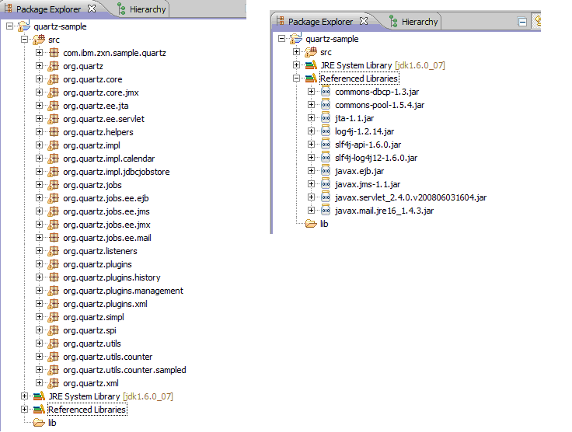 Package Explorer
Hierarchy
quartz-sample
src
com.ibm.zxn.sample.quartz
org.quartz
org.quartz.core
org.quartz.core.jmx
org.quartz.ee.jta
org.quartz.ee.servlet
org.quartz.helpers
org.quartz.impl
org.quartz.impl.calendar
org.quartz.impl.jdbcjobstore
org.quartz.jobs
org.quartz.jobs.ee.ejb
org.quartz.jobs.ee.jms
org.quartz.jobs.ee.jmx
org.quartz.jobs.ee.mail
org.quartz.listeners
org.quartz.plugins
org.quartz.plugins.history
org.quartz.plugins.management
org.quartz.plugins.xml
org.quartz.simpl
org.quartz.spi
org.quartz.utils
org.quartz.utils.counter
org.quartz.utils.counter.sampled
org.quartz.xml
JRE System Library [jdk1.6.0_07]
Referenced Libraries
lib
Package Explorer
Hierarchy
quartz-sample
src
JRE System Library [jdk1.6.0_07]
Referenced Libraries
commons-dbcp-1.3.jar
commons-pool-1.5.4.jar
jta-1.1.jar
log4j-1.2.14.jar
slf4j-api-1.6.0.jar
slf4j-log4j12-1.6.0.jar
javax.ejb.jar
javax.jms-1.1.jar
javax.servlet_2.4.0.v200806031604.jar
javax.mail.jre16_1.4.3.jar
lib